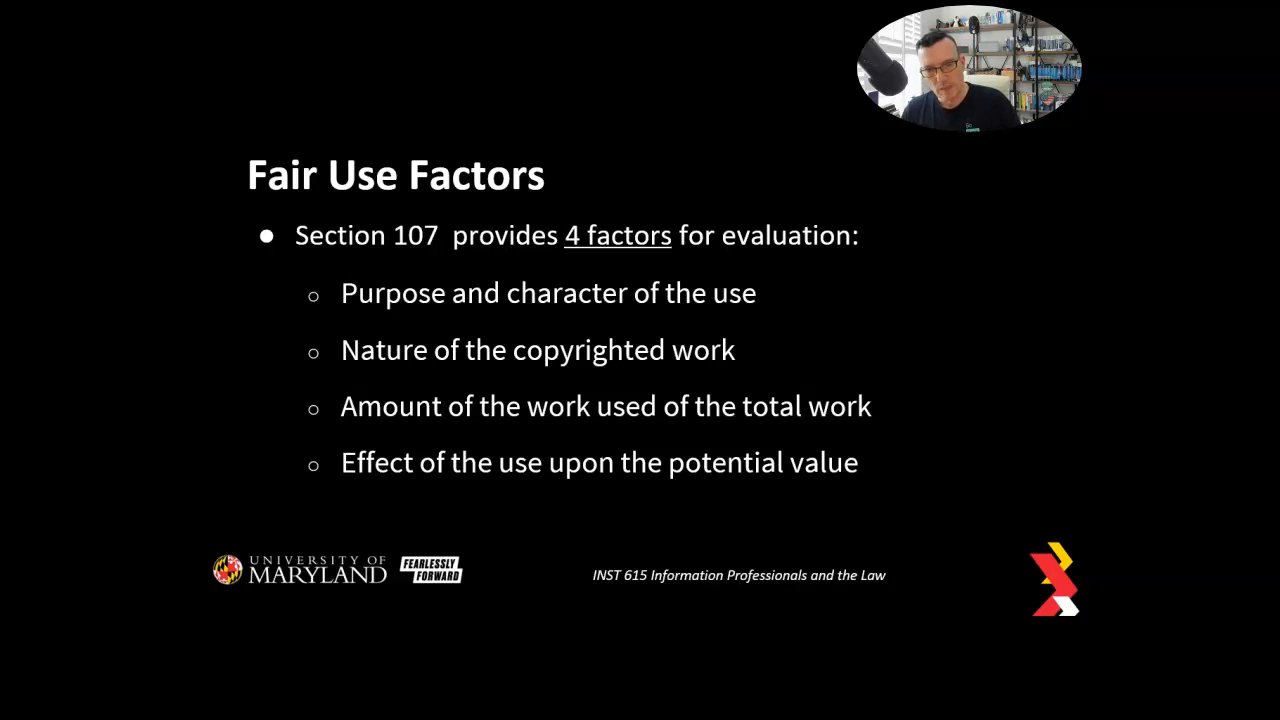 Fair Use Factors
● Section 107 provides 4 factors for evaluation:
○ Purpose and character of the use
○ Nature of the copyrighted work
○ Amount of the work used of the total work
○ Effect of the use upon the potential value
UNIVERSITY OF
MARYLAND
FEARLESSLY
FORWARD
INST 615 Information Professionals and the Law